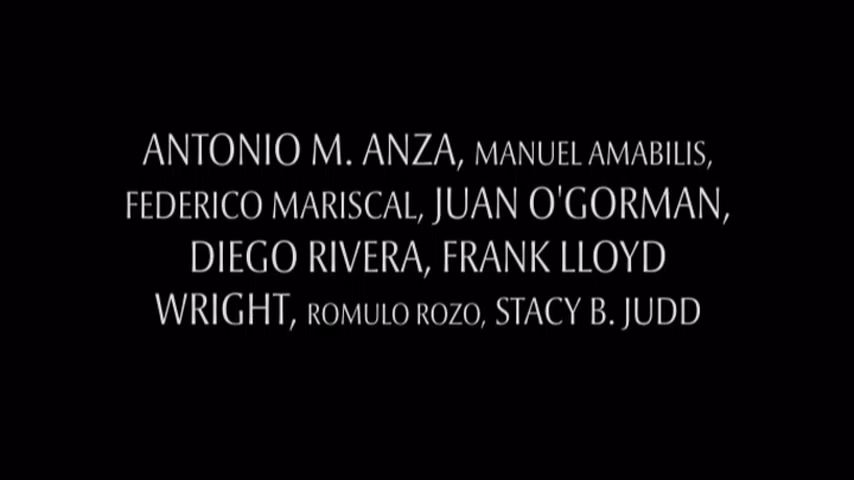 ANTONIO M. ANZA, MANUEL AMABILIS,
FEDERICO MARISCAL, JUAN O'GORMAN,
DIEGO RIVERA, FRANK LLOYD
WRIGHT, ROMULO ROZO, STACY B. JUDD